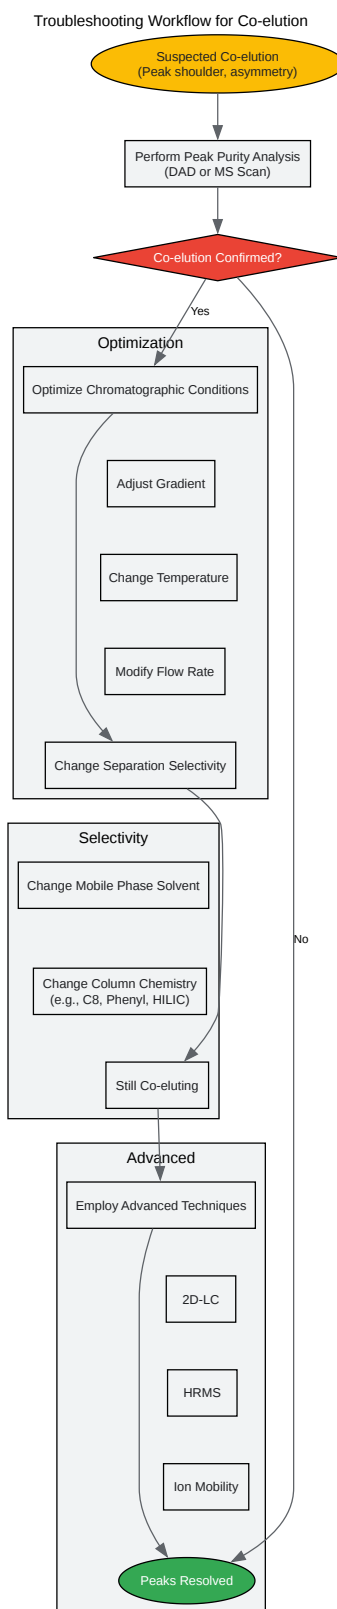 Troubleshooting Workflow for Co-elution
Suspected Co-elution
(Peak shoulder, asymmetry)
Perform Peak Purity Analysis
(DAD or MS Scan)
Co-elution Confirmed?
Yes
Optimization
Optimize Chromatographic Conditions
Adjust Gradient
Change Temperature
Modify Flow Rate
Change Separation Selectivity
Selectivity
Change Mobile Phase Solvent
No
Change Column Chemistry
(e.g., C8, Phenyl, HILIC)
Still Co-eluting
Advanced
Employ Advanced Techniques
2D-LC
HRMS
Ion Mobility
Peaks Resolved